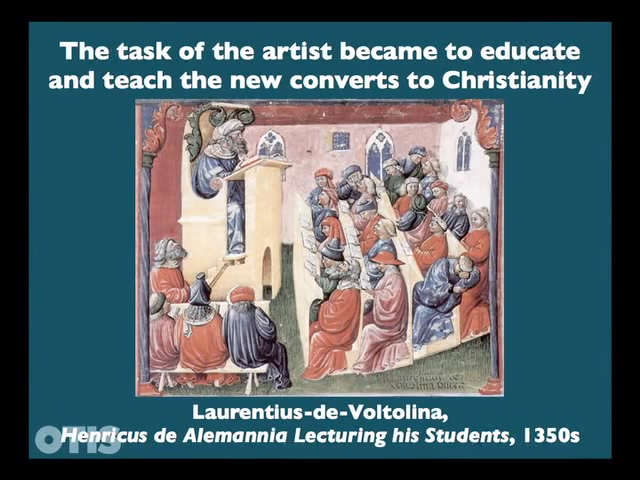 The task of the artist became to educate
and teach the new converts to Christianity
Laurentius-de-Voltolina,
Henricus de Alemannia Lecturing his Students, 1350s
OTIS